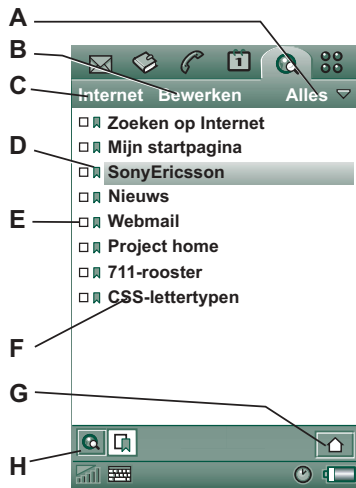 A
B
C
Internet Bewerken Alles
Zoeken op Internet
Mijn startpagina
D
SonyEricsson
Nieuws
E
Webmail
Project home
711-rooster
CSS-lettertypen
F
G
H